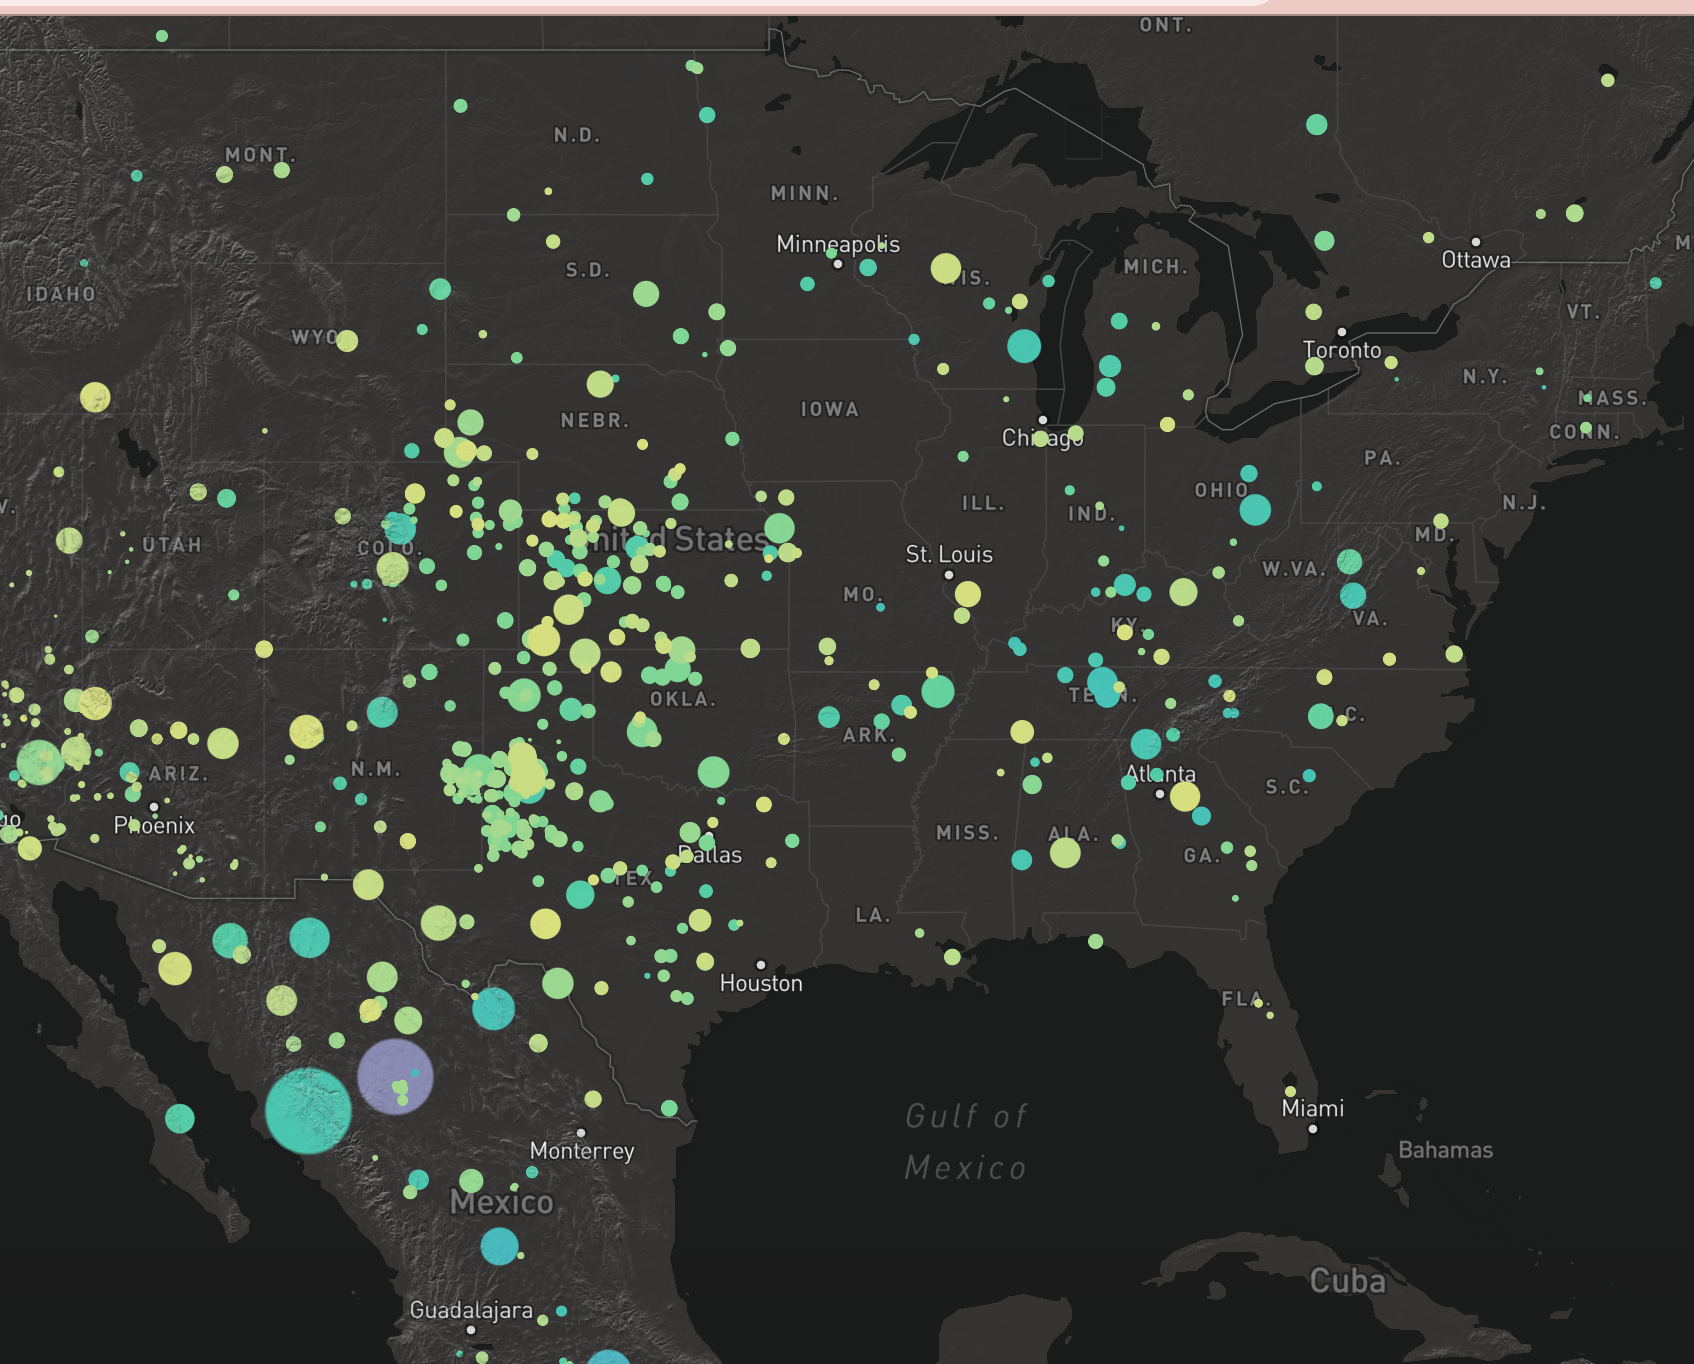 ONT.
N.D.
MONT.
MINN.
Minneapolis
Ottawa
S.D.
MICH.
IS.
IDAHO
VT.
WYO
Toronto
N.Y.
MASS.
IOWA
NEBR.
CONN.
Chicago
PA.
OHIO
ILL.
IND.
N.J.
V.
MD.
UTAH
COLO.
United States
St. Louis
W.VA.
MO.
VA.
KY.
OKLA.
TENN.
.C.
ARK.
ARIZ.
N.M.
Atlanta
S.C.
go
Phoenix
MISS.
ALA.
Dallas
GA.
TEX
LA.
Houston
FLA.
Gulf of
Mexico
Miami
Monterrey
Bahamas
Mexico
Cuba
Guadalajara